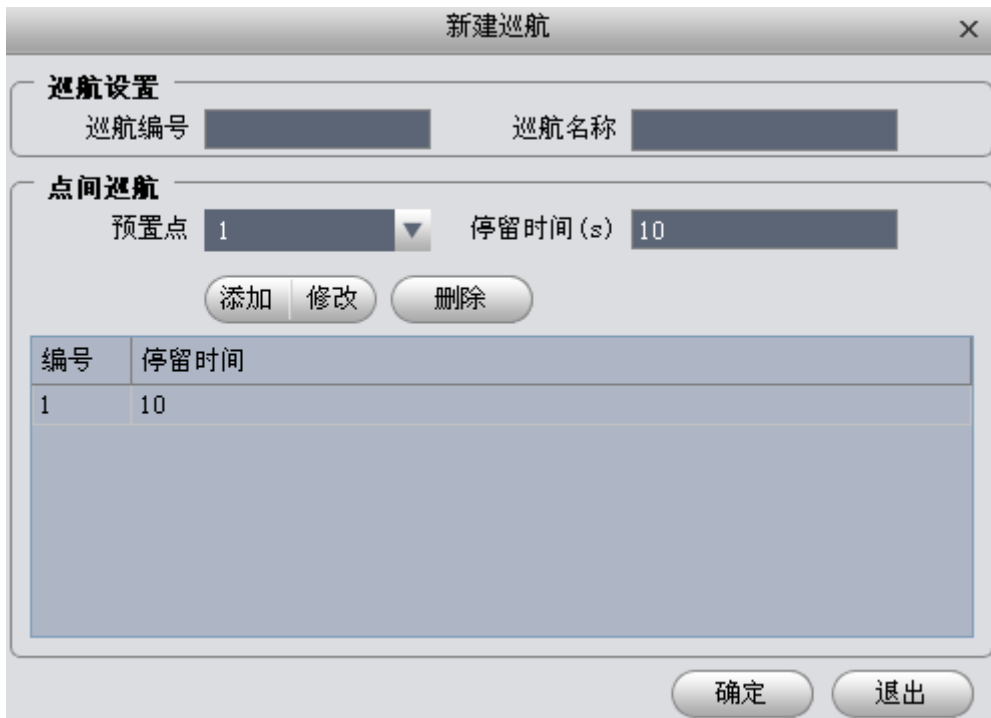 新建巡航
巡航设置
巡航编号 巡航名称
点间巡航
预置点 1 停留时间(s) 10
添加 修改 删除
编号 停留时间
1 10
确定 退出